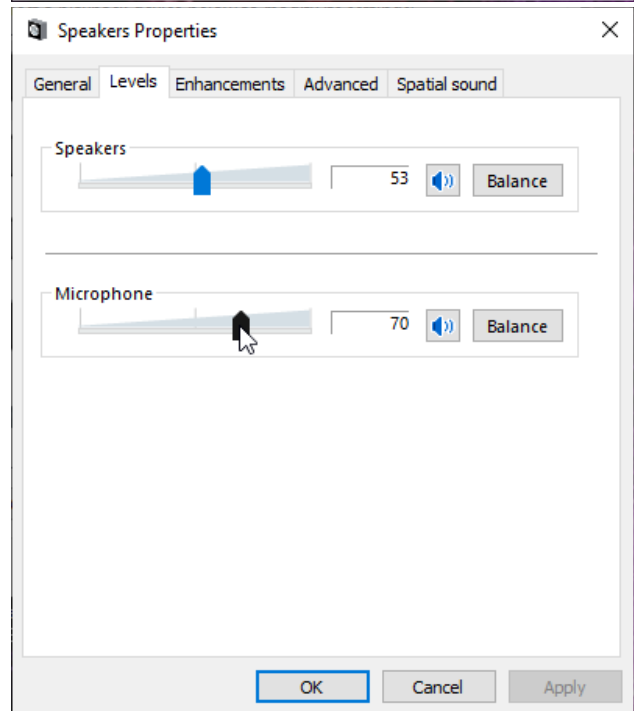 Speakers Properties
General Levels Enhancements Advanced Spatial sound
Speakers
53 Balance
Microphone
70 Balance
OK Cancel Apply